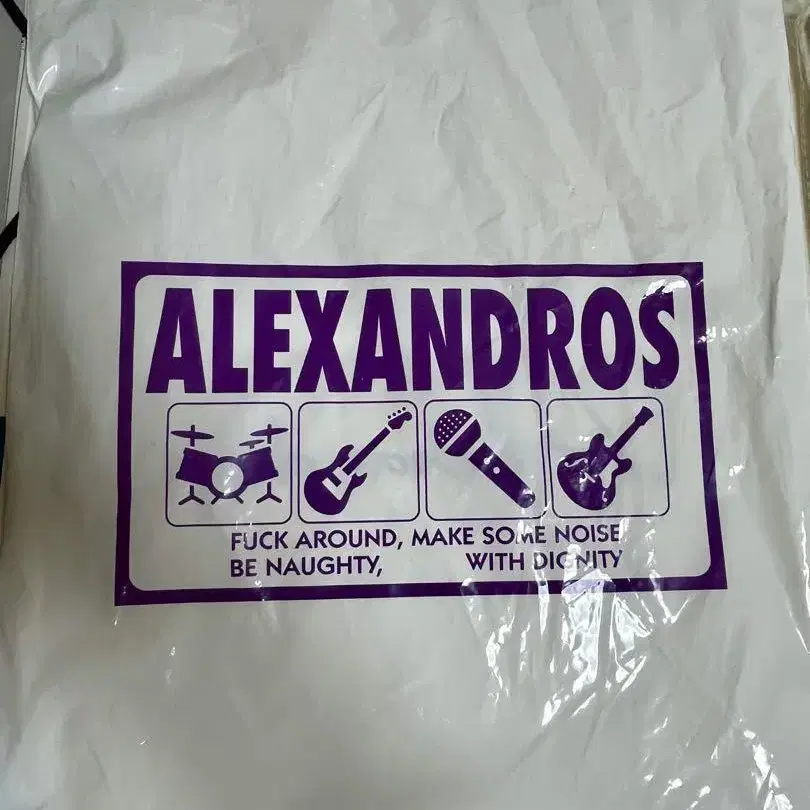 ALEXANDROS
FUCK AROUND, MAKE SOME NOISE
BE NAUGHTY, WITH DIGNITY